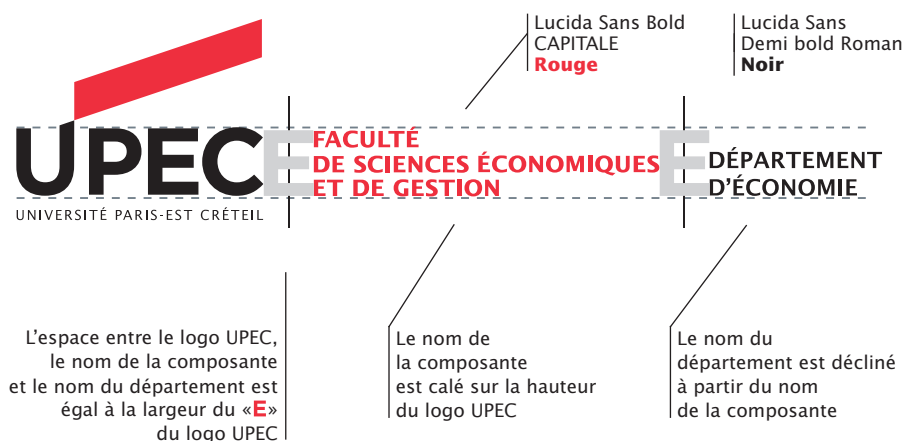 Lucida Sans Bold
CAPITALE
Rouge
Lucida Sans
Demi bold Roman
Noir
UPEC
UNIVERSITÉ PARIS-EST CRÉTEIL
E
FACULTÉ
DE SCIENCES ÉCONOMIQUES
ET DE GESTION
E
DÉPARTEMENT
D'ÉCONOMIE
L'espace entre le logo UPEC,
le nom de la composante
et le nom du département est
égal à la largeur du «E»
du logo UPEC
Le nom de
la composante
est calé sur la hauteur
du logo UPEC
Le nom du
département est décliné
à partir du nom
de la composante